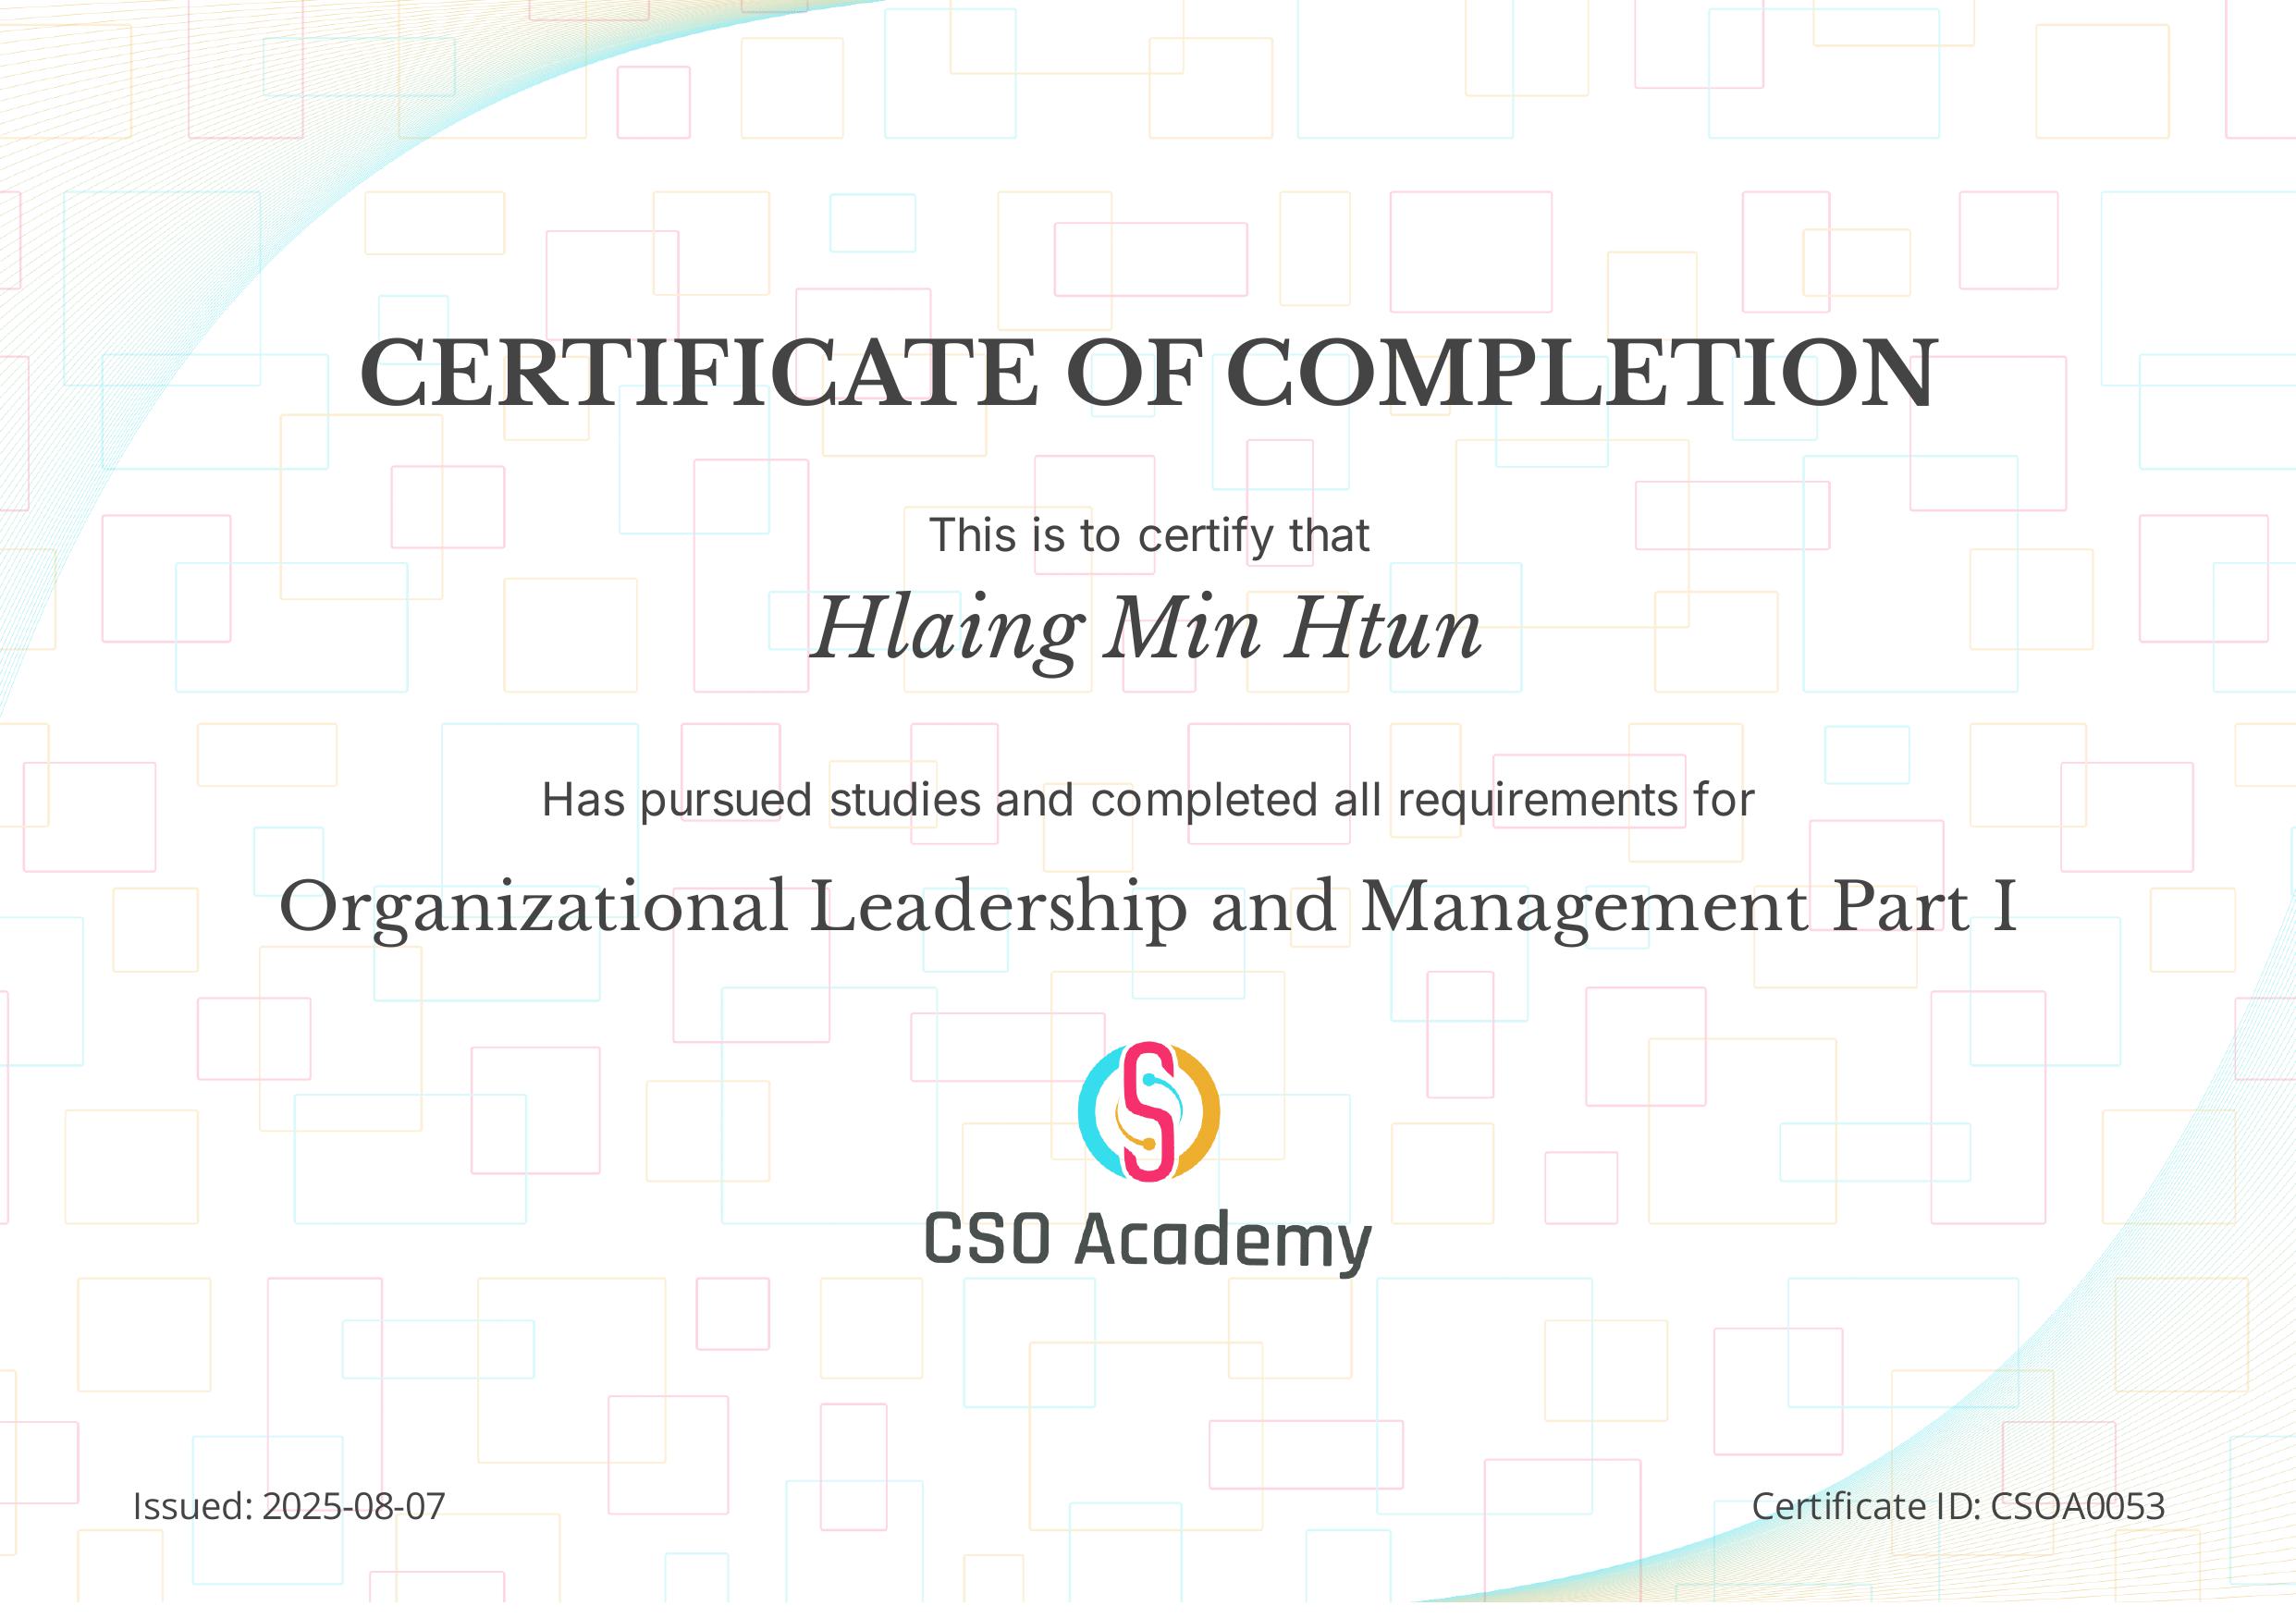 CERTIFICATE OF COMPLETION
This is to certify that
Hlaing Min Htun
Has pursued studies and completed all requirements for
Organizational Leadership and Management Part I
CSO Academy
Issued: 2025-08-07
Certificate ID: CSOA0053